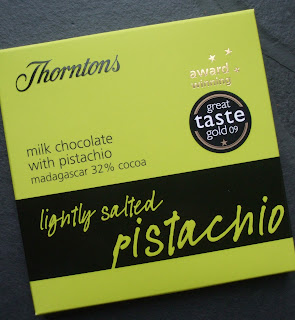 Thorntons
award
winning
great
taste
gold 09
milk chocolate
with pistachio
madagascar 32% cocoa
lightly salted
pistachio